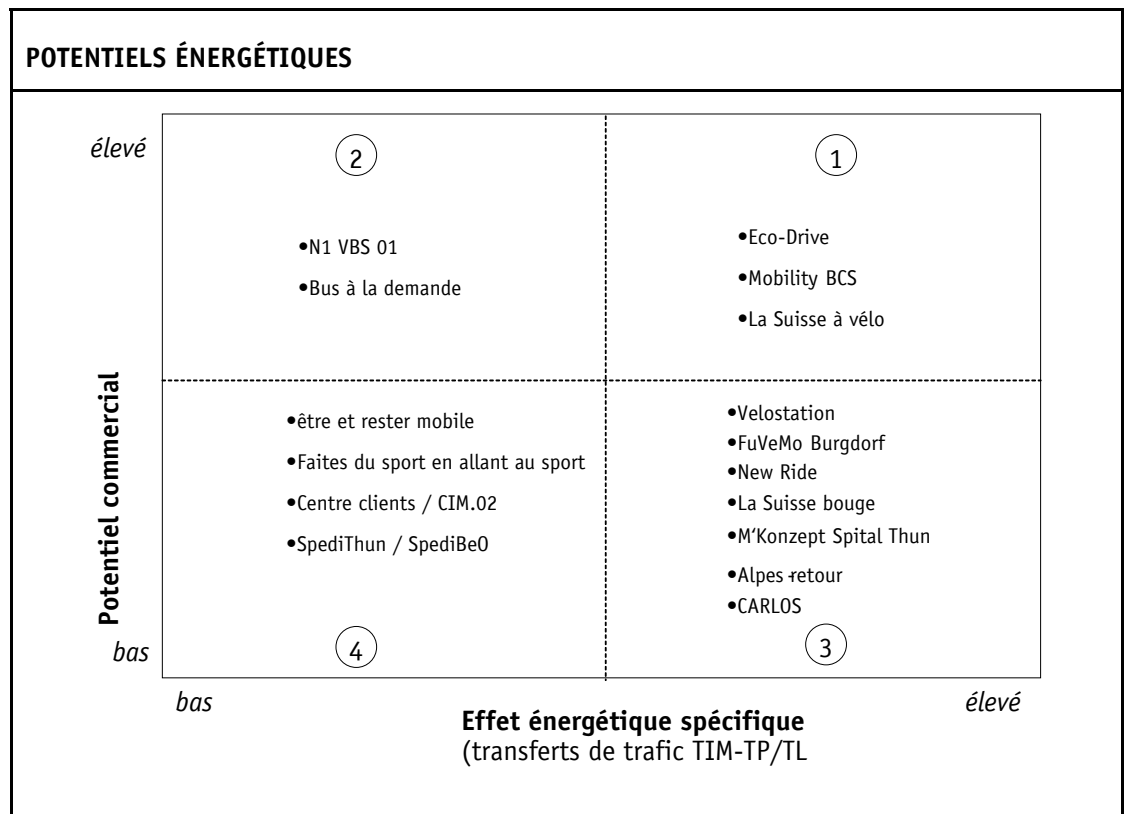 POTENTIELS ÉNERGÉTIQUES
élevé
2
1
•N1 VBS 01
•Bus à la demande
•Eco-Drive
•Mobility BCS
•La Suisse à vélo
Potentiel commercial
•être et rester mobile
•Faites du sport en allant au sport
•Centre clients / CIM.02
•SpediThun / SpediBeO
•Velostation
•FuVeMo Burgdorf
•New Ride
•La Suisse bouge
•M‘Konzept Spital Thun
•Alpes retour
•CARLOS
bas
4
3
bas
élevé
Effet énergétique spécifique
(transferts de trafic TIM-TP/TL